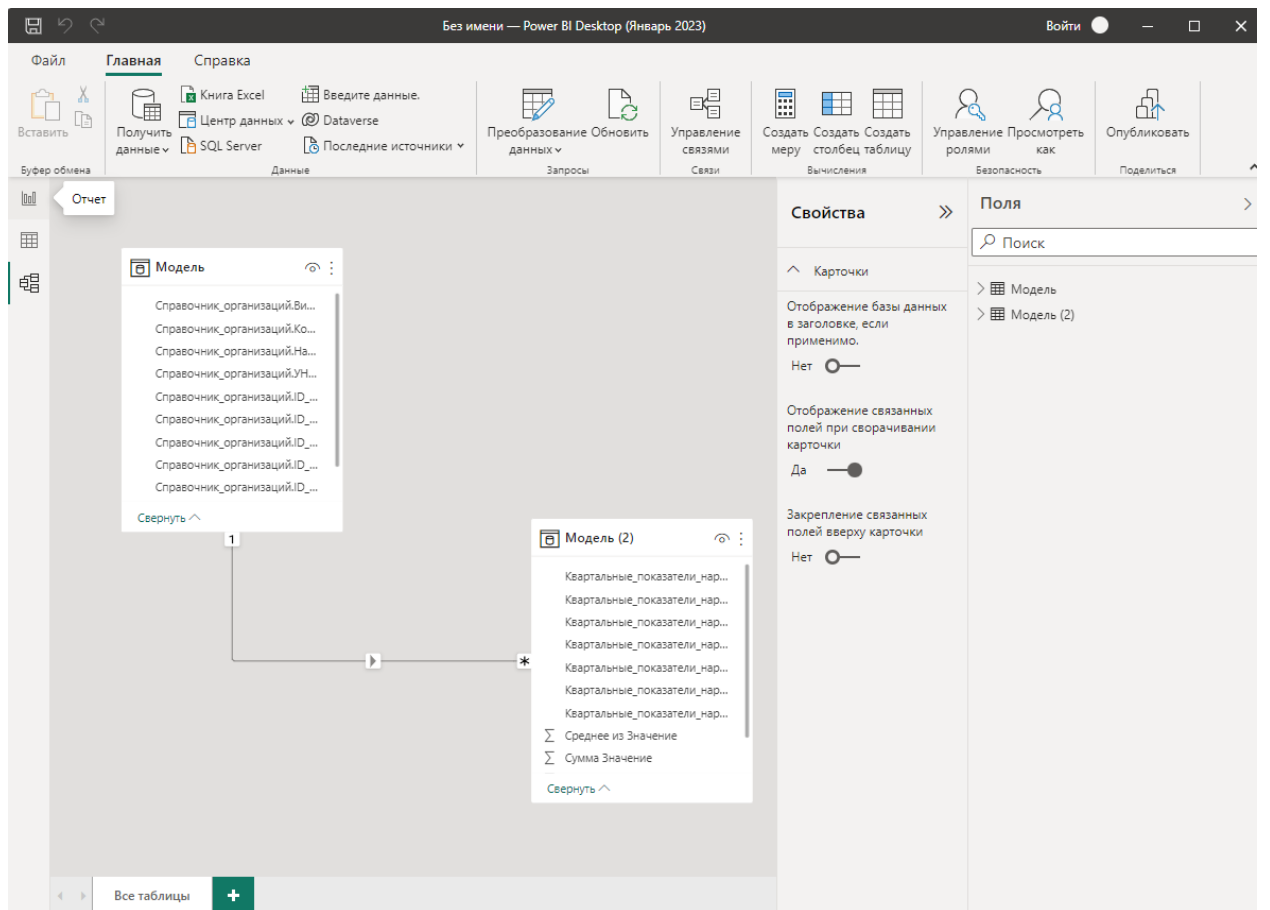 Без имени — Power BI Desktop (Январь 2023)
Войти
Файл
Главная
Справка
Вставить
Буфер обмена
Получить
данные
Книга Excel
Центр данных
SQL Server
Введите данные.
Dataverse
Последние источники
Данные
Преобразование
данных
Обновить
Запросы
Управление
связями
Связи
Создать
меру
Создать
столбец
Создать
таблицу
Вычисления
Управление
ролями
Просмотреть
как
Безопасность
Опубликовать
Поделиться
Отчет
Модель
Справочник_организаций.Ви...
Справочник_организаций.Ко...
Справочник_организаций.На...
Справочник_организаций.УН...
Справочник_организаций.ID_...
Справочник_организаций.ID_...
Справочник_организаций.ID_...
Справочник_организаций.ID_...
Справочник_организаций.ID_...
Свернуть
1
*
Модель (2)
Квартальные_показатели_нар...
Квартальные_показатели_нар...
Квартальные_показатели_нар...
Квартальные_показатели_нар...
Квартальные_показатели_нар...
Квартальные_показатели_нар...
Квартальные_показатели_нар...
∑ Среднее из Значение
∑ Сумма Значение
Свернуть
Свойства
Карточки
Отображение базы данных
в заголовке, если
применимо.
Нет
Отображение связанных
полей при сворачивании
карточки
Да
Закрепление связанных
полей вверху карточки
Нет
Поля
Поиск
Модель
Модель (2)
Все таблицы
+